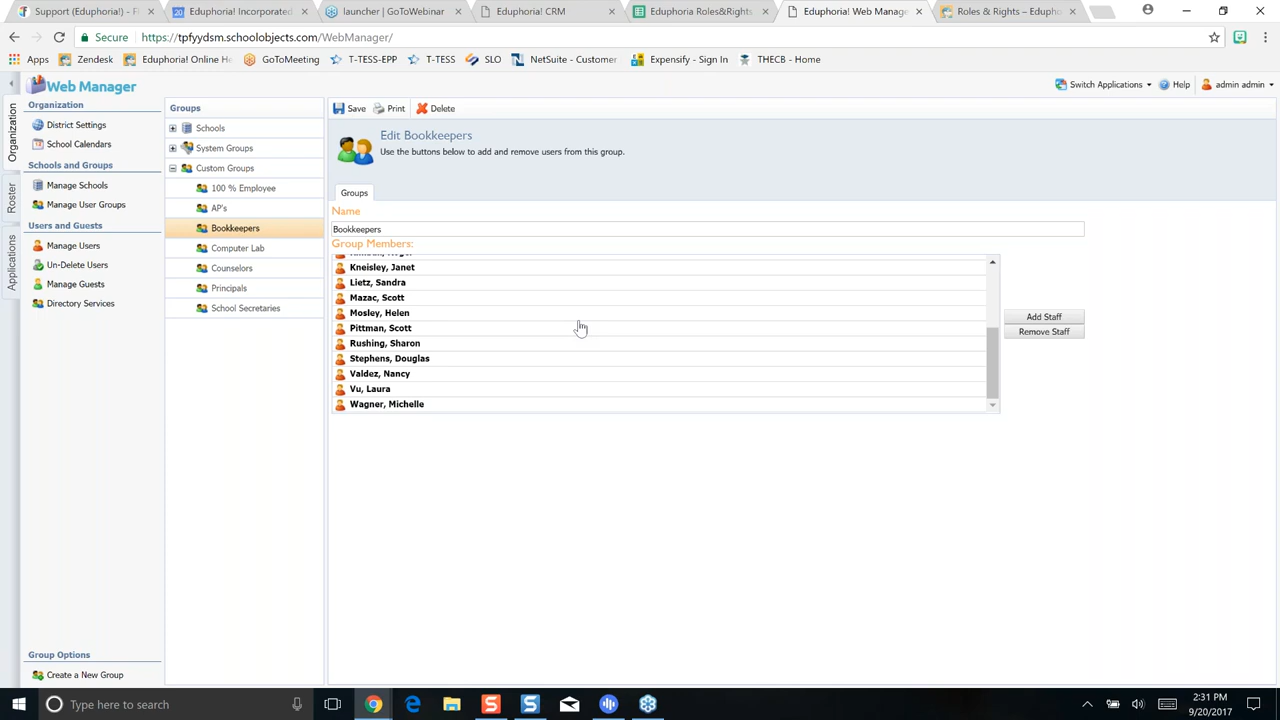 Support (Eduphoria!) - Fi
Eduphoria! Incorporated
launcher | GoToWebinar
Eduphoria! CRM
Eduphoria Roles&Rights
Eduphoria! Web Manage
Roles & Rights – Edupho
Secure
https://tpfyydsm.schoolobjects.com/WebManager/
Apps
Zendesk
Eduphoria! Online He
GoToMeeting
T-TESS-EPP
T-TESS
SLO
NetSuite - Customer
Expensify - Sign In
THECB - Home
Web Manager
Switch Applications
Help
admin admin
Organization
Roster
Applications
Organization
District Settings
School Calendars
Schools and Groups
Manage Schools
Manage User Groups
Users and Guests
Manage Users
Un-Delete Users
Manage Guests
Directory Services
Group Options
Create a New Group
Groups
Schools
System Groups
Custom Groups
100 % Employee
AP's
Bookkeepers
Computer Lab
Counselors
Principals
School Secretaries
Save
Print
Delete
Edit Bookkeepers
Use the buttons below to add and remove users from this group.
Groups
Name
Bookkeepers
Group Members:
Kneisley, Janet
Lietz, Sandra
Mazac, Scott
Mosley, Helen
Pittman, Scott
Rushing, Sharon
Stephens, Douglas
Valdez, Nancy
Vu, Laura
Wagner, Michelle
Add Staff
Remove Staff
Type here to search
2:31 PM
9/20/2017